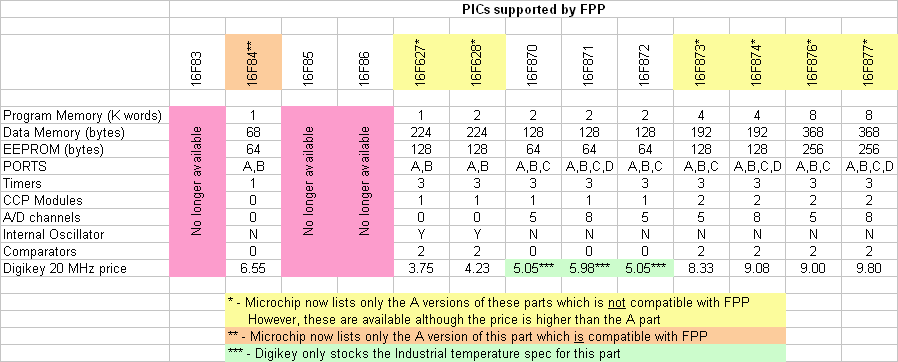 PICs supported by FPP
16F83 16F84** 16F85 16F86 16F627* 16F628* 16F870 16F871 16F872 16F873* 16F874* 16F876* 16F877*
No longer available No longer available No longer available
Program Memory (K words) 1 1 2 2 2 2 4 4 8 8
Data Memory (bytes) 68 224 224 128 128 128 192 192 368 368
EEPROM (bytes) 64 128 128 64 64 64 128 128 256 256
PORTS A,B A,B A,B A,B,C A,B,C,D A,B,C A,B,C A,B,C,D A,B,C A,B,C,D
Timers 1 3 3 3 3 3 3 3 3 3
CCP Modules 0 1 1 1 1 1 2 2 2 2
A/D channels 0 0 0 5 8 5 5 8 5 8
Internal Oscillator N Y Y N N N N N N N
Comparators 0 2 2 0 0 0 2 2 2 2
Digikey 20 MHz price 6.55 3.75 4.23 5.05*** 5.98*** 5.05*** 8.33 9.08 9.00 9.80
* - Microchip now lists only the A versions of these parts which is not compatible with FPP
However, these are available although the price is higher than the A part
** - Microchip now lists only the A version of this part which is compatible with FPP
*** - Digikey only stocks the Industrial temperature spec for this part